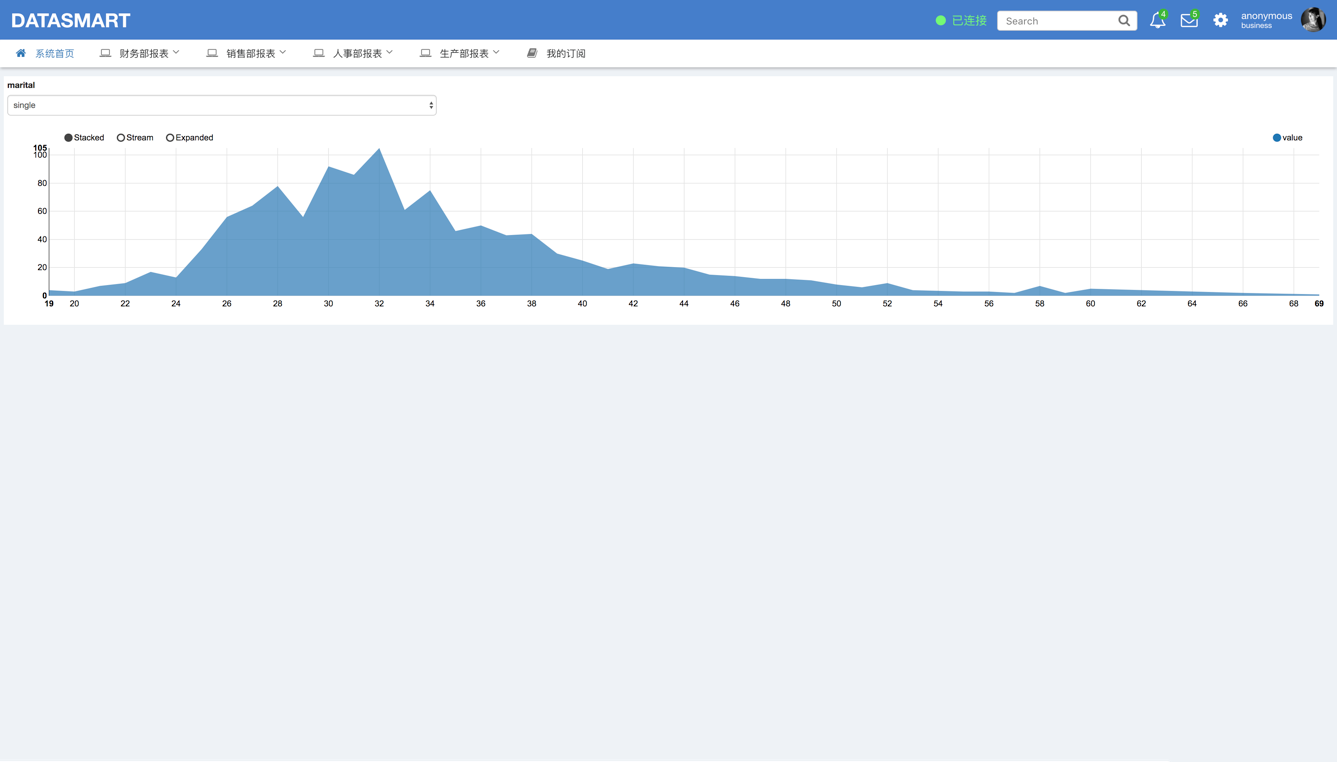 DATASMART
已连接
Search
4
5
anonymous
business
系统首页
财务部报表
销售部报表
人事部报表
生产部报表
我的订阅
marital
single
Stacked Stream Expanded
value
105
100
80
60
40
20
0
19 20 22 24 26 28 30 32 34 36 38 40 42 44 46 48 50 52 54 56 58 60 62 64 66 68 69